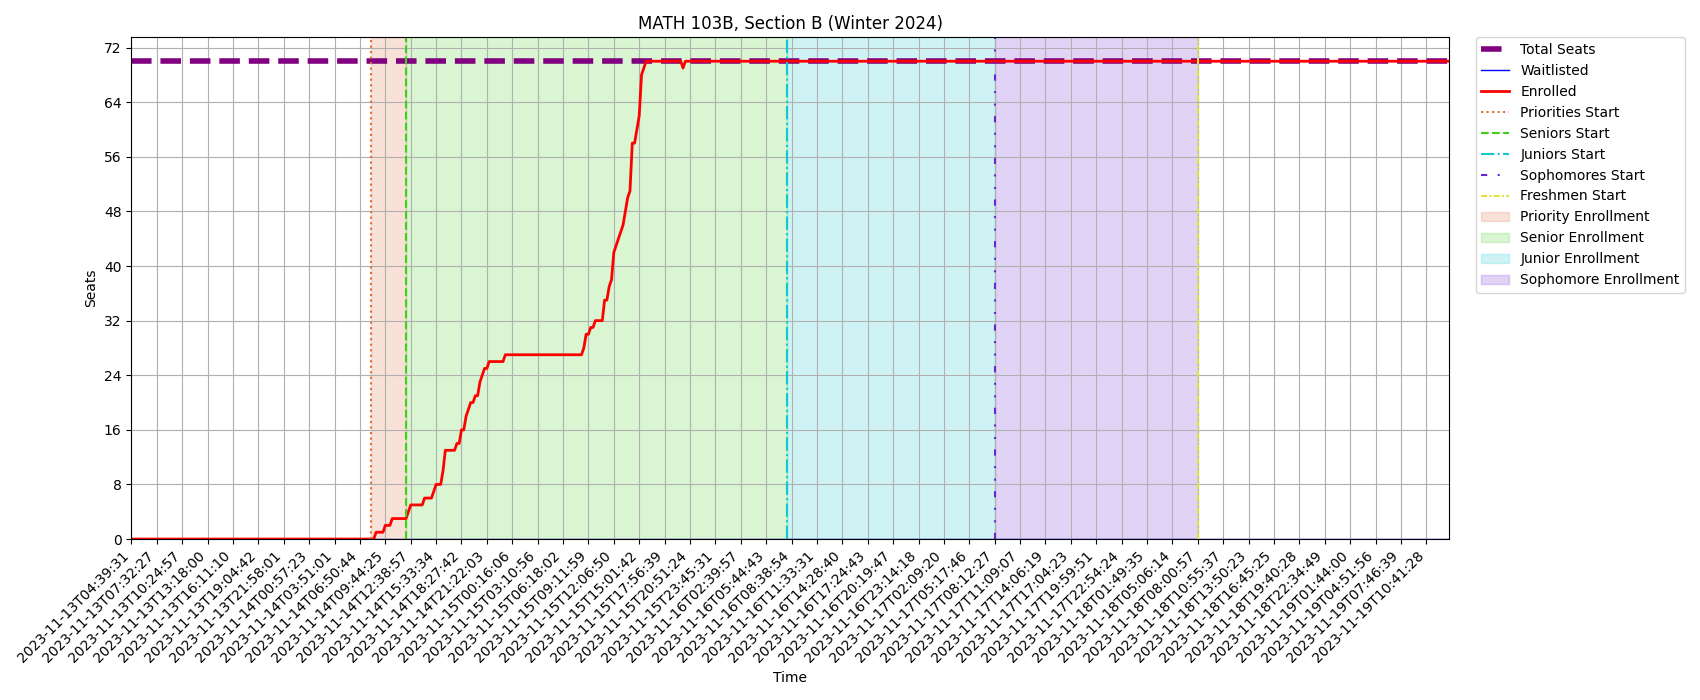 MATH 103B, Section B (Winter 2024)
72
64
56
48
40
32
24
16
8
0
Seats
2023-11-13T04:39:31
2023-11-13T07:32:27
2023-11-13T10:24:57
2023-11-13T13:18:00
2023-11-13T16:11:10
2023-11-13T19:04:42
2023-11-13T21:58:01
2023-11-14T00:57:23
2023-11-14T03:51:01
2023-11-14T06:50:44
2023-11-14T09:44:25
2023-11-14T12:38:57
2023-11-14T15:33:34
2023-11-14T18:27:42
2023-11-14T21:22:03
2023-11-15T00:16:06
2023-11-15T03:10:56
2023-11-15T06:18:02
2023-11-15T09:11:59
2023-11-15T12:06:50
2023-11-15T15:01:42
2023-11-15T17:56:39
2023-11-15T20:51:24
2023-11-15T23:45:31
2023-11-16T02:39:57
2023-11-16T05:44:43
2023-11-16T08:38:54
2023-11-16T11:33:31
2023-11-16T14:28:40
2023-11-16T17:24:43
2023-11-16T20:19:47
2023-11-16T23:14:18
2023-11-17T02:09:20
2023-11-17T05:17:46
2023-11-17T08:12:27
2023-11-17T11:09:07
2023-11-17T14:06:19
2023-11-17T17:04:23
2023-11-17T19:59:51
2023-11-17T22:54:24
2023-11-18T01:49:35
2023-11-18T05:06:14
2023-11-18T08:00:57
2023-11-18T10:55:37
2023-11-18T13:50:23
2023-11-18T16:45:25
2023-11-18T19:40:28
2023-11-18T22:34:49
2023-11-19T01:44:00
2023-11-19T04:51:56
2023-11-19T07:46:39
2023-11-19T10:41:28
Time
Total Seats
Waitlisted
Enrolled
Priorities Start
Seniors Start
Juniors Start
Sophomores Start
Freshmen Start
Priority Enrollment
Senior Enrollment
Junior Enrollment
Sophomore Enrollment